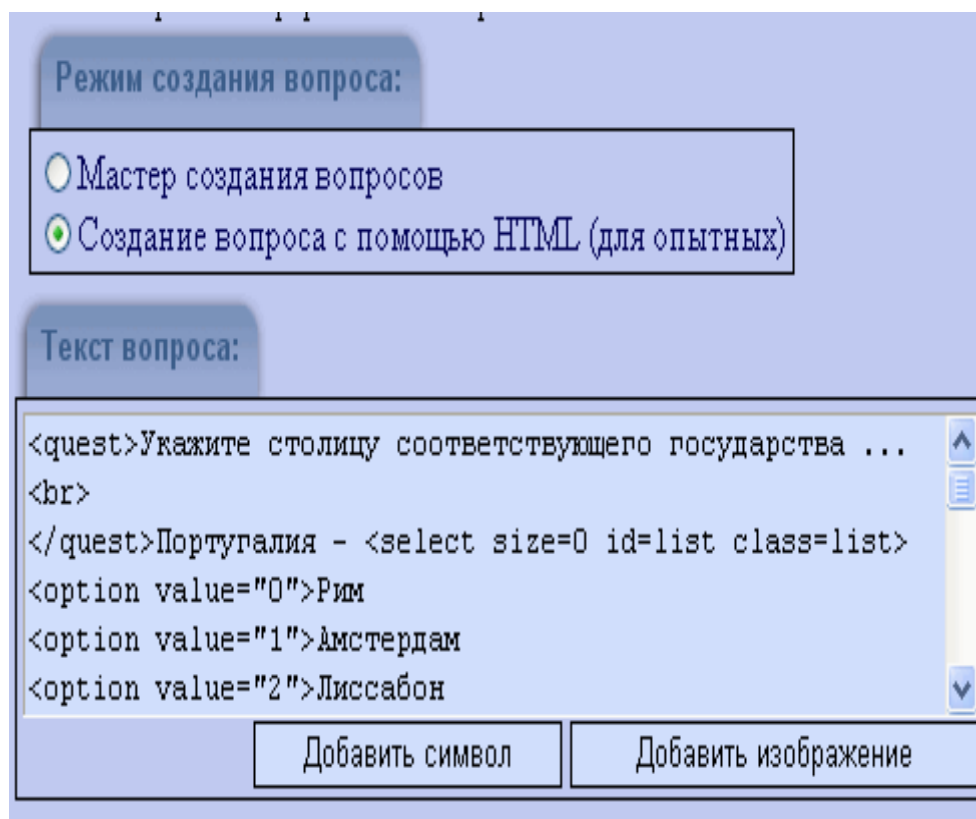 Режим создания вопроса:
Мастер создания вопросов
Создание вопроса с помощью HTML (для опытных)
Текст вопроса:
<quest>Укажите столицу соответствующего государства ...
<br>
</quest>Португалия - <select size=0 id=list class=list>
<option value="0">Рим
<option value="1">Амстердам
<option value="2">Лиссабон
Добавить символ
Добавить изображение